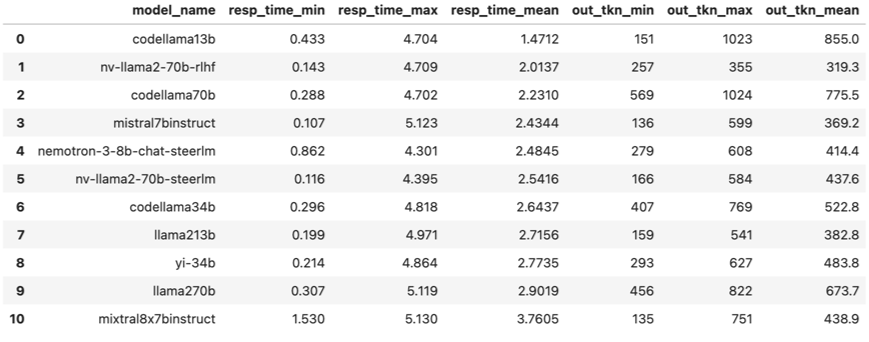 model_name resp_time_min resp_time_max resp_time_mean out_tkn_min out_tkn_max out_tkn_mean
0 codellama13b 0.433 4.704 1.4712 151 1023 855.0
1 nv-llama2-70b-rlhf 0.143 4.709 2.0137 257 355 319.3
2 codellama70b 0.288 4.702 2.2310 569 1024 775.5
3 mistral7binstruct 0.107 5.123 2.4344 136 599 369.2
4 nemotron-3-8b-chat-steerlm 0.862 4.301 2.4845 279 608 414.4
5 nv-llama2-70b-steerlm 0.116 4.395 2.5416 166 584 437.6
6 codellama34b 0.296 4.818 2.6437 407 769 522.8
7 llama213b 0.199 4.971 2.7156 159 541 382.8
8 yi-34b 0.214 4.864 2.7735 293 627 483.8
9 llama270b 0.307 5.119 2.9019 456 822 673.7
10 mixtral8x7binstruct 1.530 5.130 3.7605 135 751 438.9